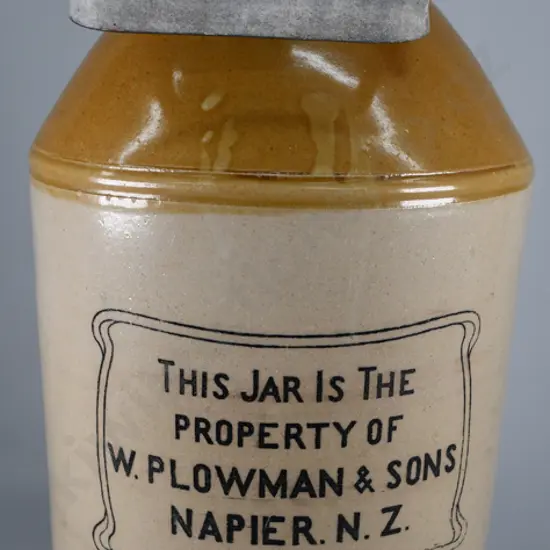 THIS JAR IS THE
PROPERTY OF
W. PLOWMAN & SONS
NAPIER. N. Z.